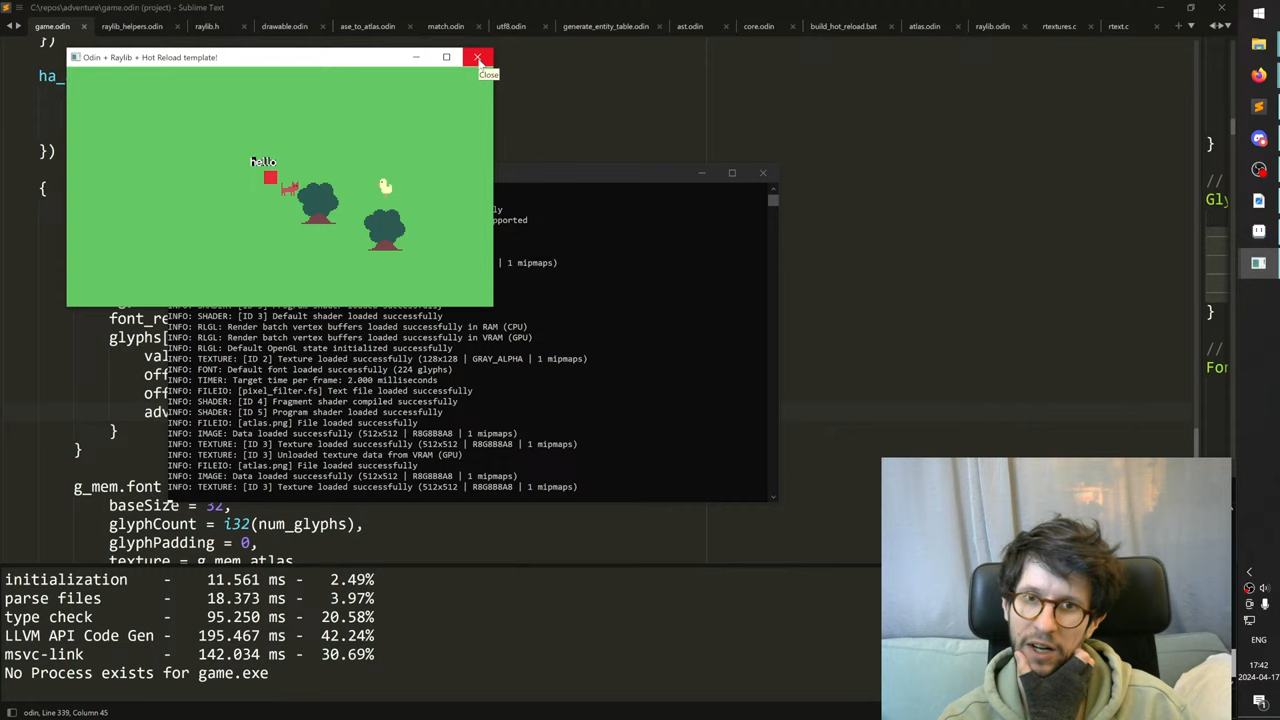 C:\repos\adventure\game.odin (adventure) - Sublime Text
game.odin
raylib_helpers.odin
raylib.h
drawable.odin
ase_to_atlas.odin
match.odin
utf8.odin
generate_entity_table.odin
ast.odin
core.odin
build_hot_reload.bat
atlas.odin
raylib.odin
rtextures.c
rtext.c
})
ha_
})
{
Odin + Raylib + Hot Reload template!
Close
hello
| 1 mipmaps)
INFO: SHADER: [ID 3] Default shader loaded successfully
INFO: RLGL: Render batch vertex buffers loaded successfully in RAM (CPU)
INFO: RLGL: Render batch vertex buffers loaded successfully in VRAM (GPU)
INFO: RLGL: Default OpenGL state initialized successfully
INFO: TEXTURE: [ID 2] Texture loaded successfully (128x128 | GRAY_ALPHA | 1 mipmaps)
INFO: FONT: Default font loaded successfully (224 glyphs)
INFO: TIMER: Target time per frame: 2.000 milliseconds
INFO: FILEIO: [pixel_filter.fs] Text file loaded successfully
INFO: SHADER: [ID 4] Fragment shader compiled successfully
INFO: SHADER: [ID 5] Program shader loaded successfully
INFO: FILEIO: [atlas.png] File loaded successfully
INFO: IMAGE: Data loaded successfully (512x512 | R8G8B8A8 | 1 mipmaps)
INFO: TEXTURE: [ID 3] Texture loaded successfully (512x512 | R8G8B8A8 | 1 mipmaps)
INFO: TEXTURE: [ID 3] Unloaded texture data from VRAM (GPU)
INFO: FILEIO: [atlas.png] File loaded successfully
INFO: IMAGE: Data loaded successfully (512x512 | R8G8B8A8 | 1 mipmaps)
INFO: TEXTURE: [ID 3] Texture loaded successfully (512x512 | R8G8B8A8 | 1 mipmaps)
font_re
glyphs[
val
off
off
adv
}
}
g_mem.font
baseSize = 32,
glyphCount = i32(num_glyphs),
glyphPadding = 0,
texture = g_mem.atlas
}
//
Gly
}
//
Fon
initialization - 11.561 ms - 2.49%
parse files - 18.373 ms - 3.97%
type check - 95.250 ms - 20.58%
LLVM API Code Gen - 195.467 ms - 42.24%
msvc-link - 142.034 ms - 30.69%
No Process exists for game.exe
odin, Line 339, Column 45
ENG
17:42
2024-04-17